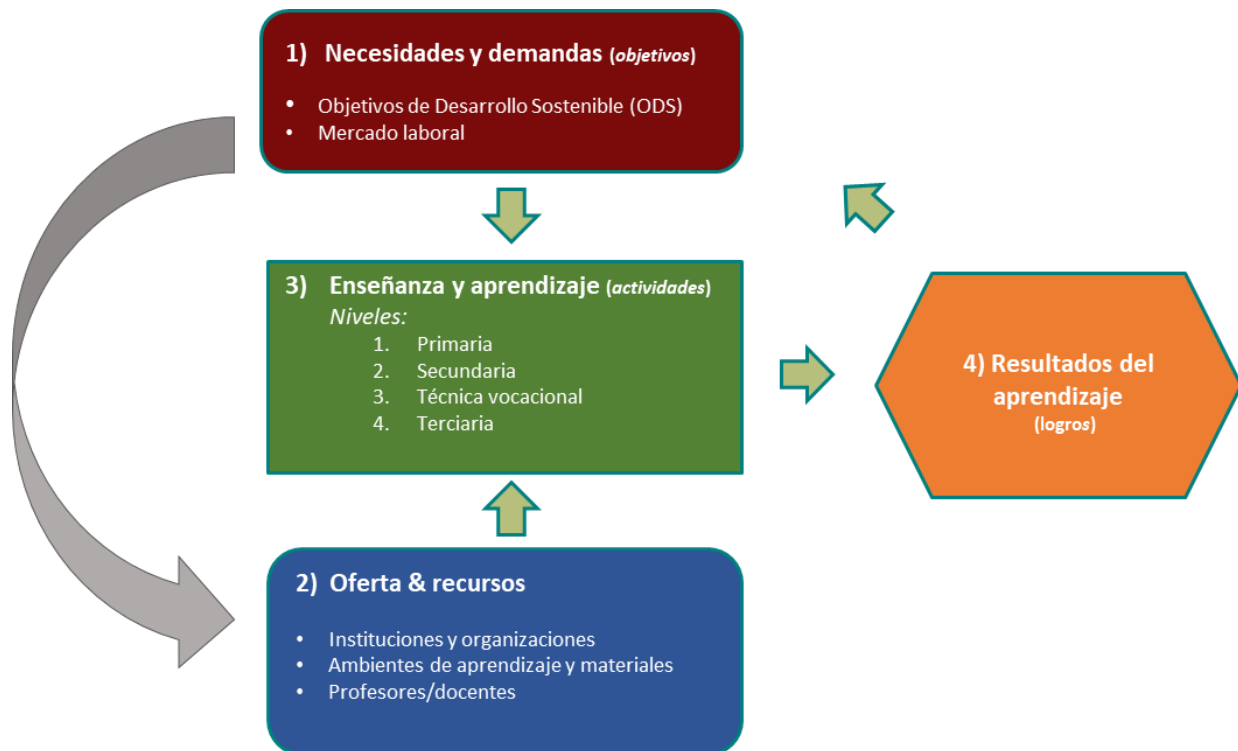 1) Necesidades y demandas (objetivos)
• Objetivos de Desarrollo Sostenible (ODS)
• Mercado laboral
3) Enseñanza y aprendizaje (actividades)
Niveles:
1. Primaria
2. Secundaria
3. Técnica vocacional
4. Terciaria
4) Resultados del
aprendizaje
(logros)
2) Oferta & recursos
• Instituciones y organizaciones
• Ambientes de aprendizaje y materiales
• Profesores/docentes